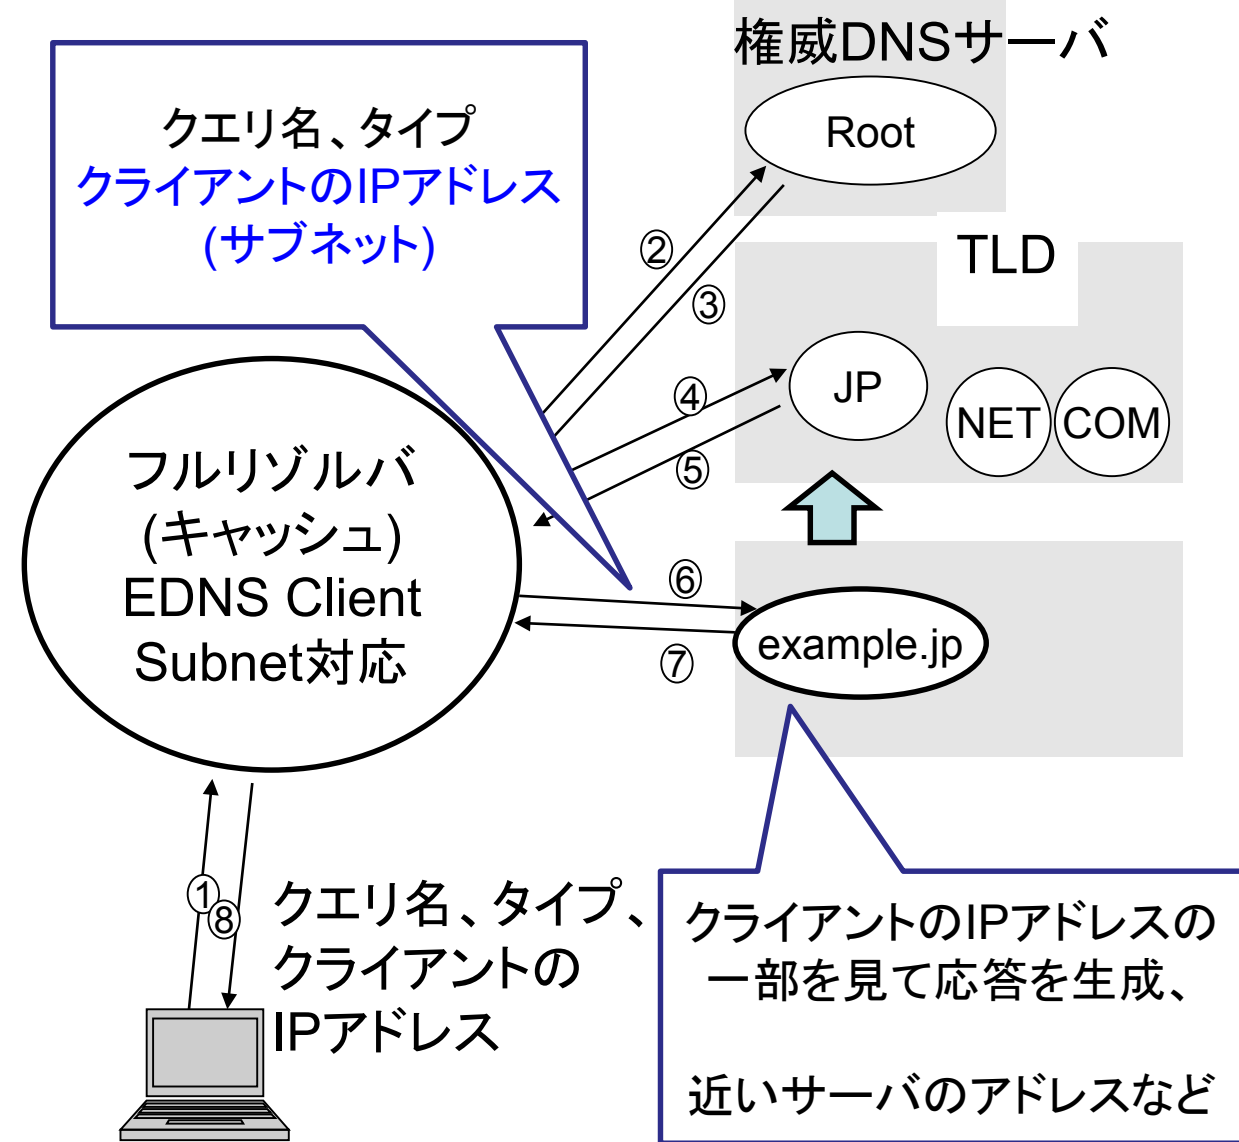 権威DNSサーバ
Root
クエリ名、タイプ
クライアントのIPアドレス
(サブネット)
②
③
TLD
JP
NET
COM
④
⑤
フルリゾルバ
(キャッシュ)
EDNS Client
Subnet対応
⑥
⑦
example.jp
①
⑧
クエリ名、タイプ、
クライアントの
IPアドレス
クライアントのIPアドレスの
一部を見て応答を生成、
近いサーバのアドレスなど